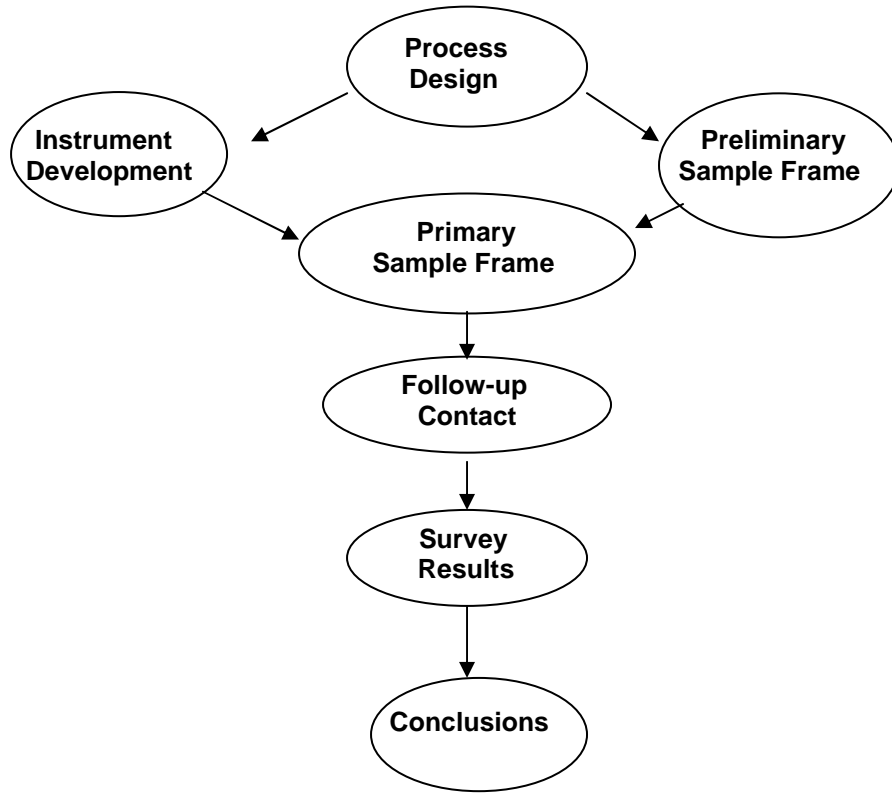 Process
Design
Instrument
Development
Preliminary
Sample Frame
Primary
Sample Frame
Follow-up
Contact
Survey
Results
Conclusions